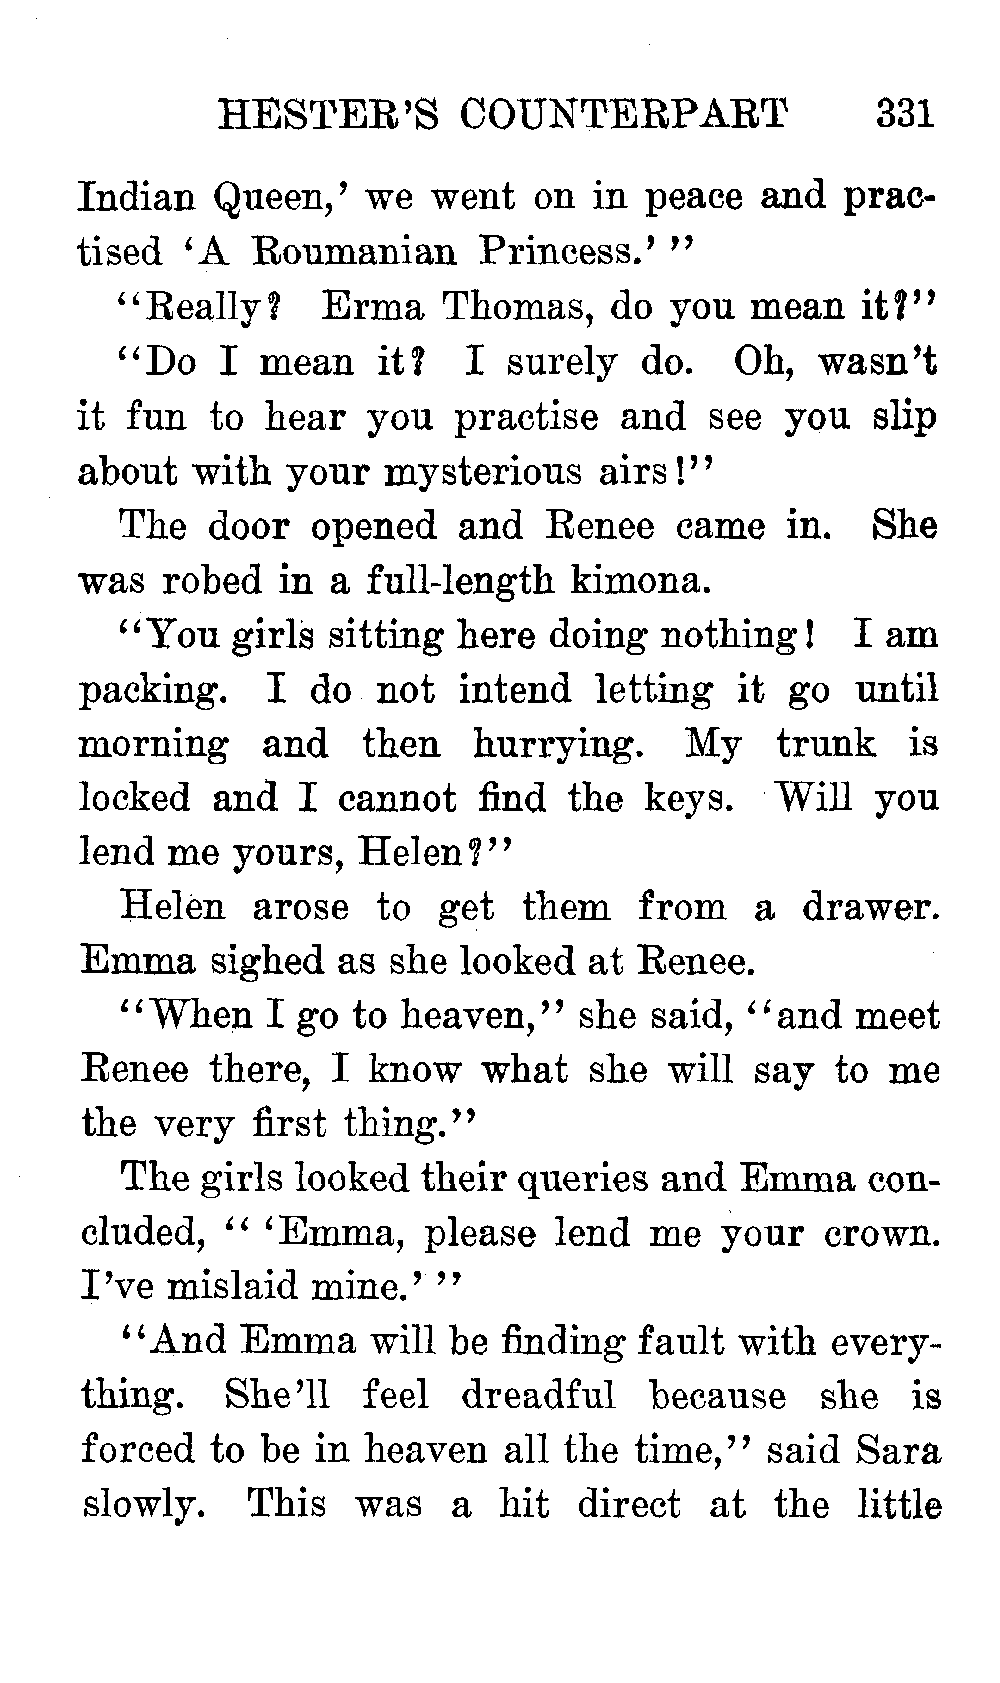 HESTER'S COUNTERPART 331
Indian Queen,' we went on in peace and prac-
tised 'A Roumanian Princess.' "
"Really? Erma Thomas, do you mean it?"
"Do I mean it? I surely do. Oh, wasn't
it fun to hear you practise and see you slip
about with your mysterious airs!"
The door opened and Renee came in. She
was robed in a full-length kimona.
"You girls sitting here doing nothing! I am
packing. I do not intend letting it go until
morning and then hurrying. My trunk is
locked and I cannot find the keys. Will you
lend me yours, Helen?"
Helen arose to get them from a drawer.
Emma sighed as she looked at Renee.
"When I go to heaven," she said, "and meet
Renee there, I know what she will say to me
the very first thing."
The girls looked their queries and Emma con-
cluded, " 'Emma, please lend me your crown.
I've mislaid mine.' "
"And Emma will be finding fault with every-
thing. She'll feel dreadful because she is
forced to be in heaven all the time," said Sara
slowly. This was a hit direct at the little